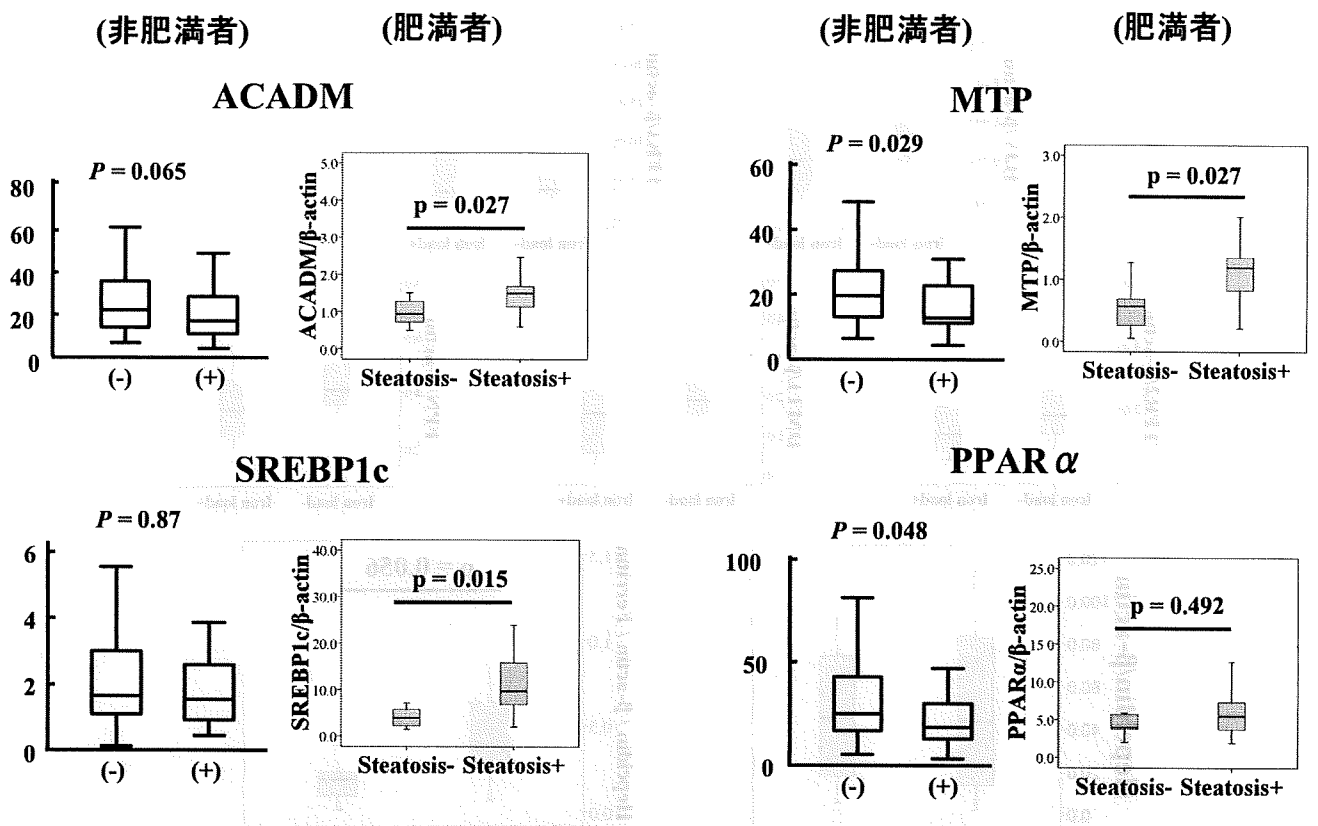 (非肥満者) (肥満者)
ACADM
P = 0.065
80
60
40
20
0
(-) (+)
ACADM/β-actin
5.0
4.0
3.0
2.0
1.0
0.0
p = 0.027
Steatosis- Steatosis+
(非肥満者) (肥満者)
MTP
P = 0.029
60
40
20
0
(-) (+)
MTP/β-actin
3.0
2.0
1.0
0.0
p = 0.027
Steatosis- Steatosis+
SREBP1c
P = 0.87
6
4
2
0
(-) (+)
SREBP1c/β-actin
40.0
30.0
20.0
10.0
0.0
p = 0.015
Steatosis- Steatosis+
PPARα
P = 0.048
100
50
0
(-) (+)
PPARα/β-actin
25.0
20.0
15.0
10.0
5.0
0.0
p = 0.492
Steatosis- Steatosis+